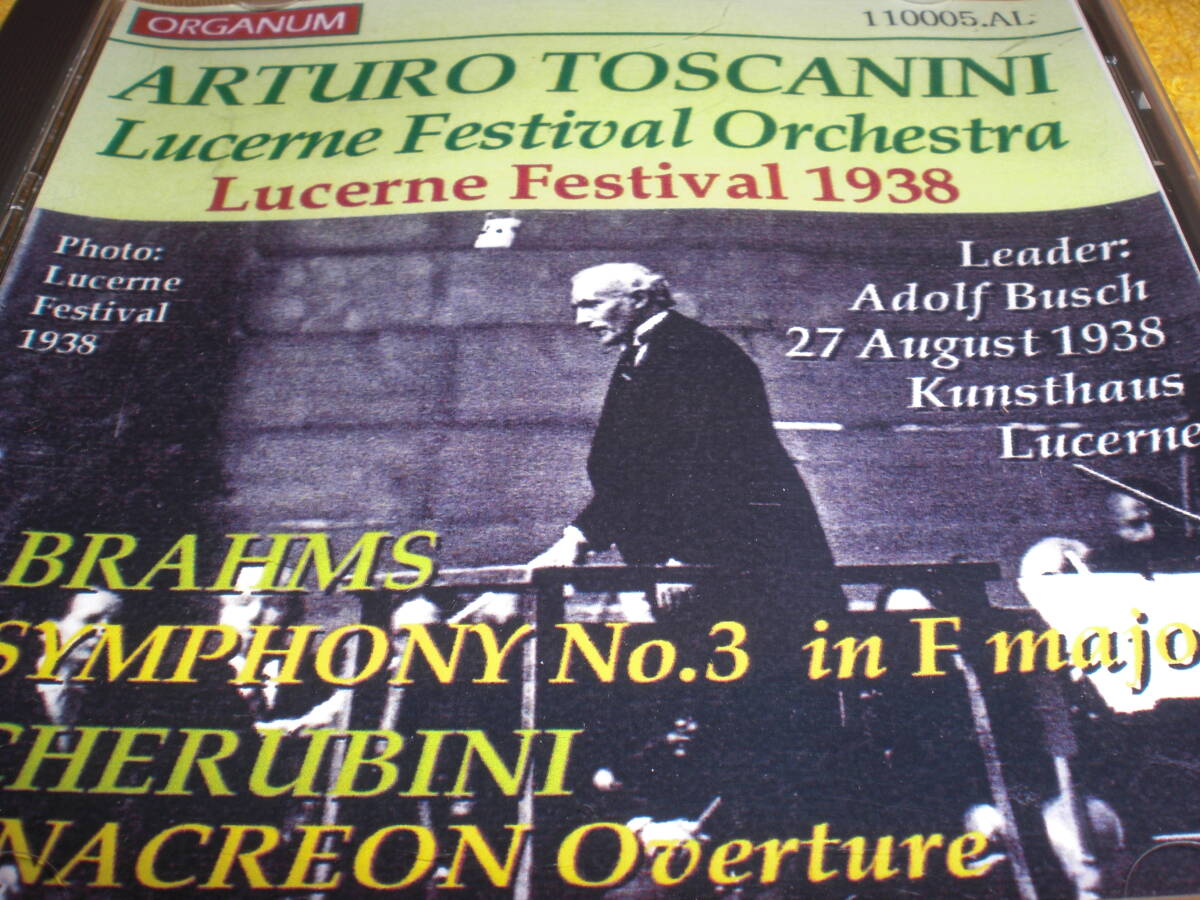 ORGANUM
110005.AL
ARTURO TOSCANINI
Lucerne Festival Orchestra
Lucerne Festival 1938
Photo:
Lucerne
Festival
1938
Leader:
Adolf Busch
27 August 1938
Kunsthaus
Lucerne
BRAHMS
SYMPHONY No.3 in F majo
CHERUBINI
NACREON Overture